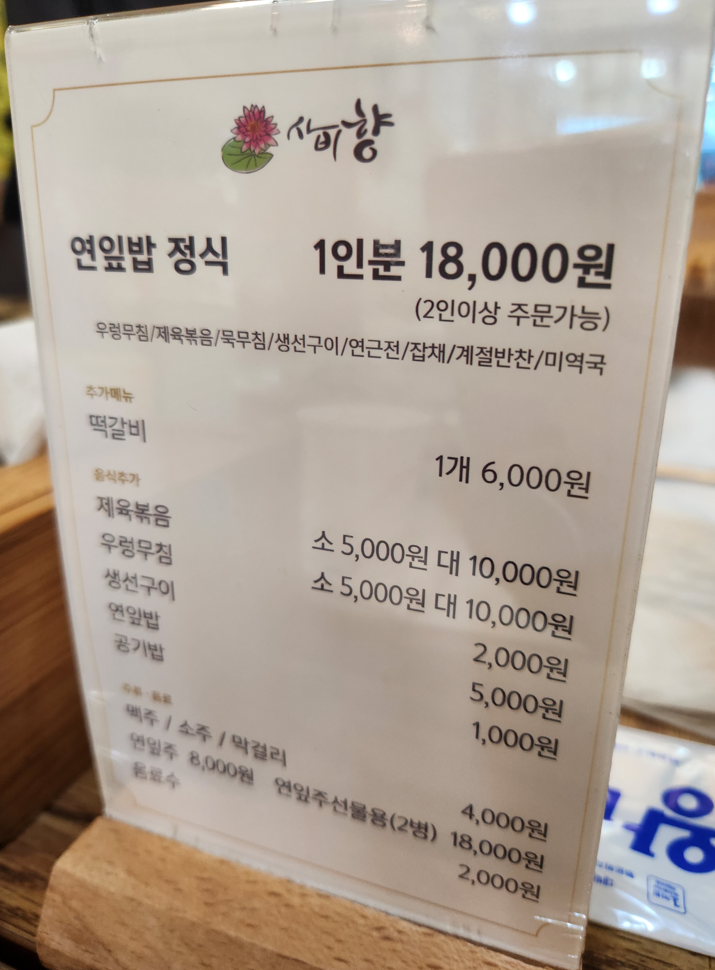 사비향
연잎밥 정식 1인분 18,000원
(2인이상 주문가능)
우렁무침/제육볶음/묵무침/생선구이/연근전/잡채/계절반찬/미역국
추가메뉴
떡갈비 1개 6,000원
음식추가
제육볶음 소 5,000원 대 10,000원
우렁무침 소 5,000원 대 10,000원
생선구이 2,000원
연잎밥 5,000원
공기밥 1,000원
주류·음료
맥주 / 소주 / 막걸리 4,000원
연잎주 8,000원 연잎주선물용(2병) 18,000원
음료수 2,000원